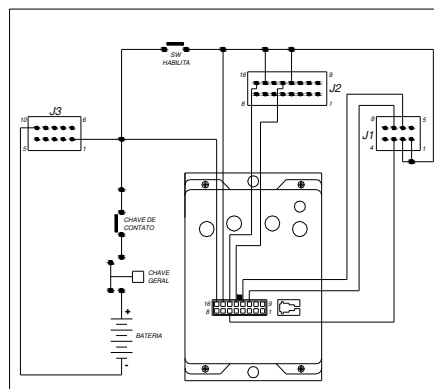 SW
HABILITA
16 9
J2
8 1
J3
10 6
5 1
8 5
J1
4 1
CHAVE DE
CONTATO
CHAVE
GERAL
+
BATERIA
-
16 9
8 1